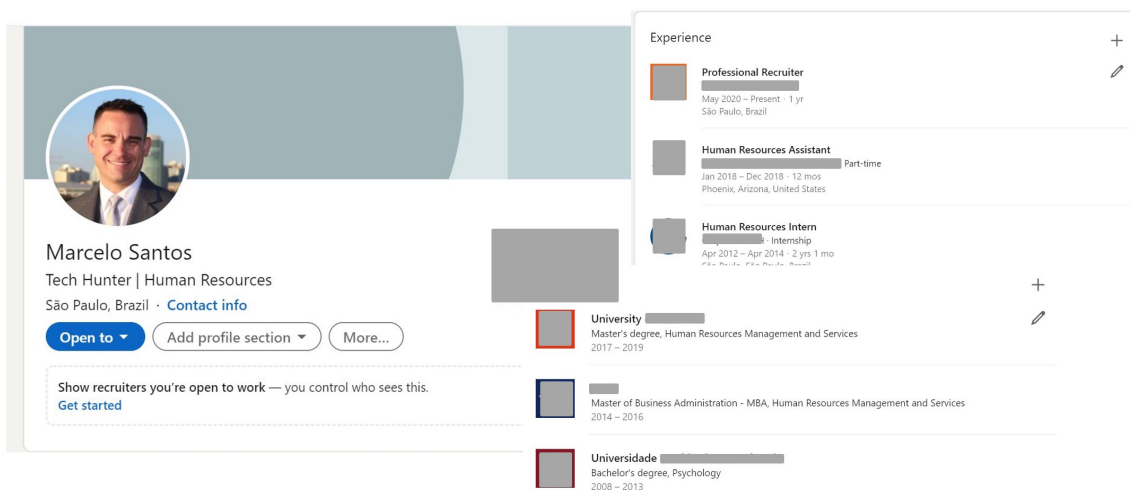 Marcelo Santos
Tech Hunter | Human Resources
São Paulo, Brazil · Contact info
Open to
Add profile section
More...
Show recruiters you're open to work — you control who sees this.
Get started
Experience
Professional Recruiter
May 2020 – Present · 1 yr
São Paulo, Brazil
Human Resources Assistant
Part-time
Jan 2018 – Dec 2018 · 12 mos
Phoenix, Arizona, United States
Human Resources Intern
· Internship
Apr 2012 – Apr 2014 · 2 yrs 1 mo
São Paulo, São Paulo, Brazil
University
Master's degree, Human Resources Management and Services
2017 – 2019
Master of Business Administration - MBA, Human Resources Management and Services
2014 – 2016
Universidade
Bachelor's degree, Psychology
2008 – 2013